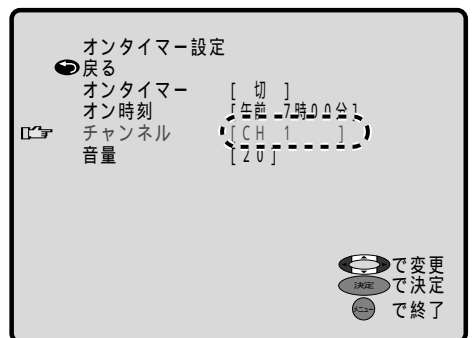 オンタイマー設定
戻る
オンタイマー [ 切 ]
オン時刻 [午前 7時00分]
チャンネル [CH 1 ]
音量 [20]
で変更
決定 で決定
メニュー で終了